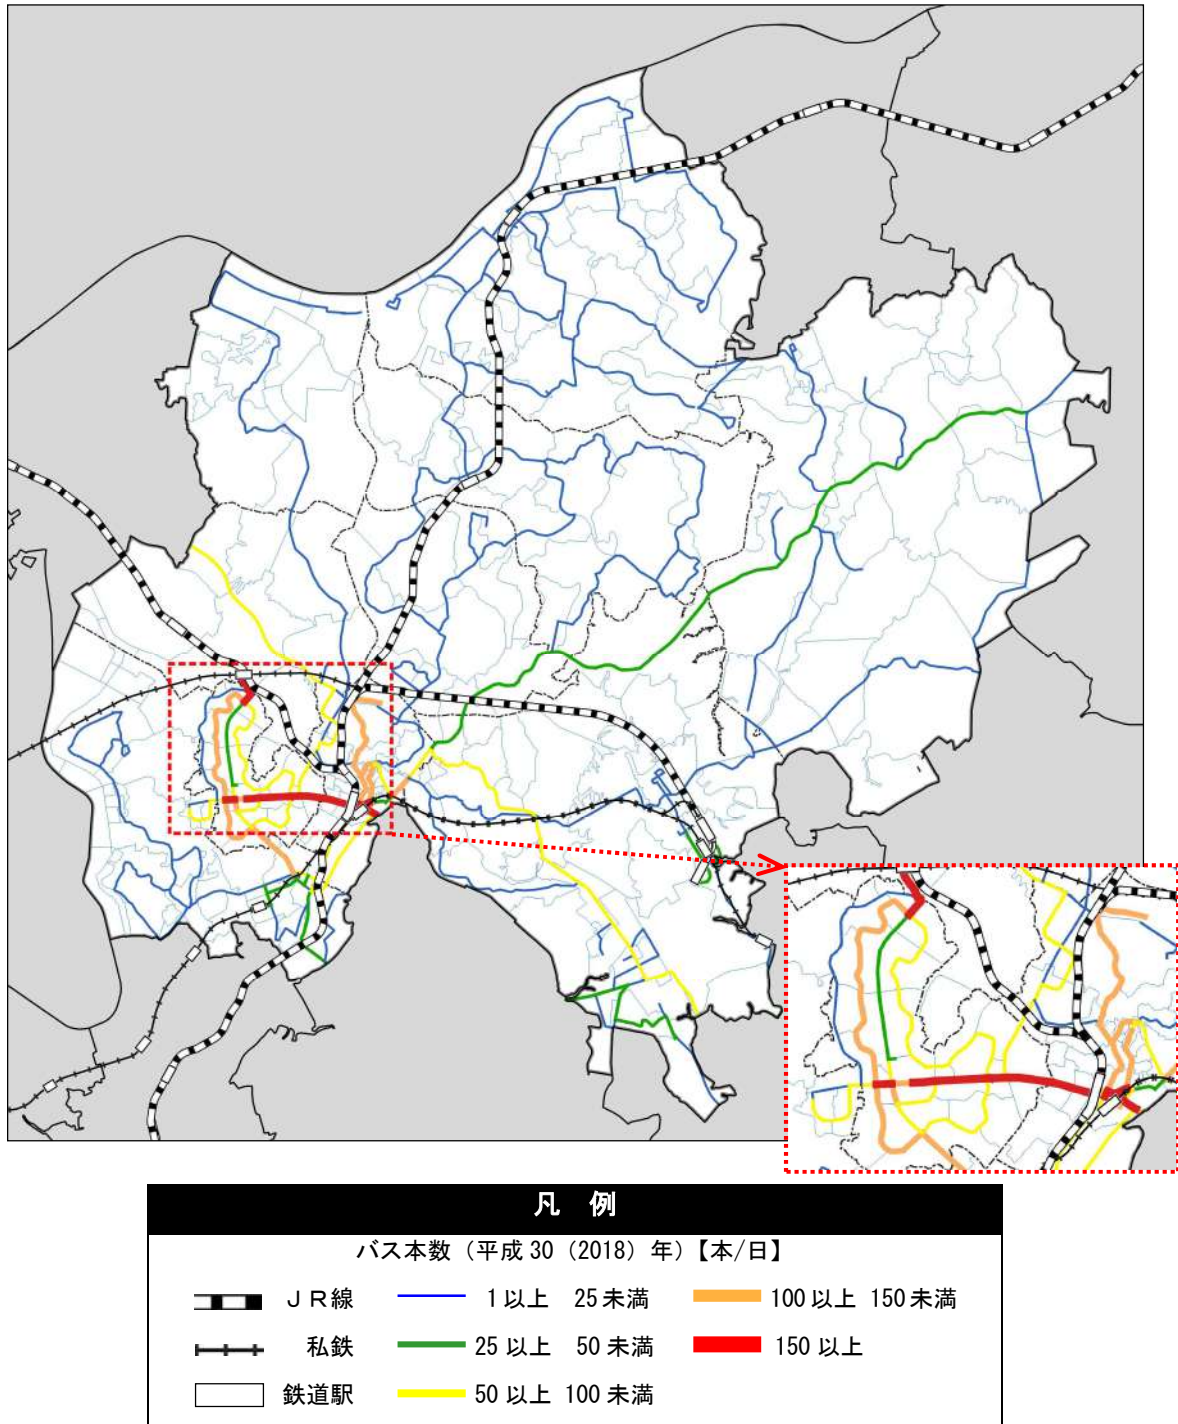 凡 例
バス本数（平成 30（2018）年）【本/日】
ＪＲ線 1 以上 25 未満 100 以上 150 未満
私鉄 25 以上 50 未満 150 以上
鉄道駅 50 以上 100 未満